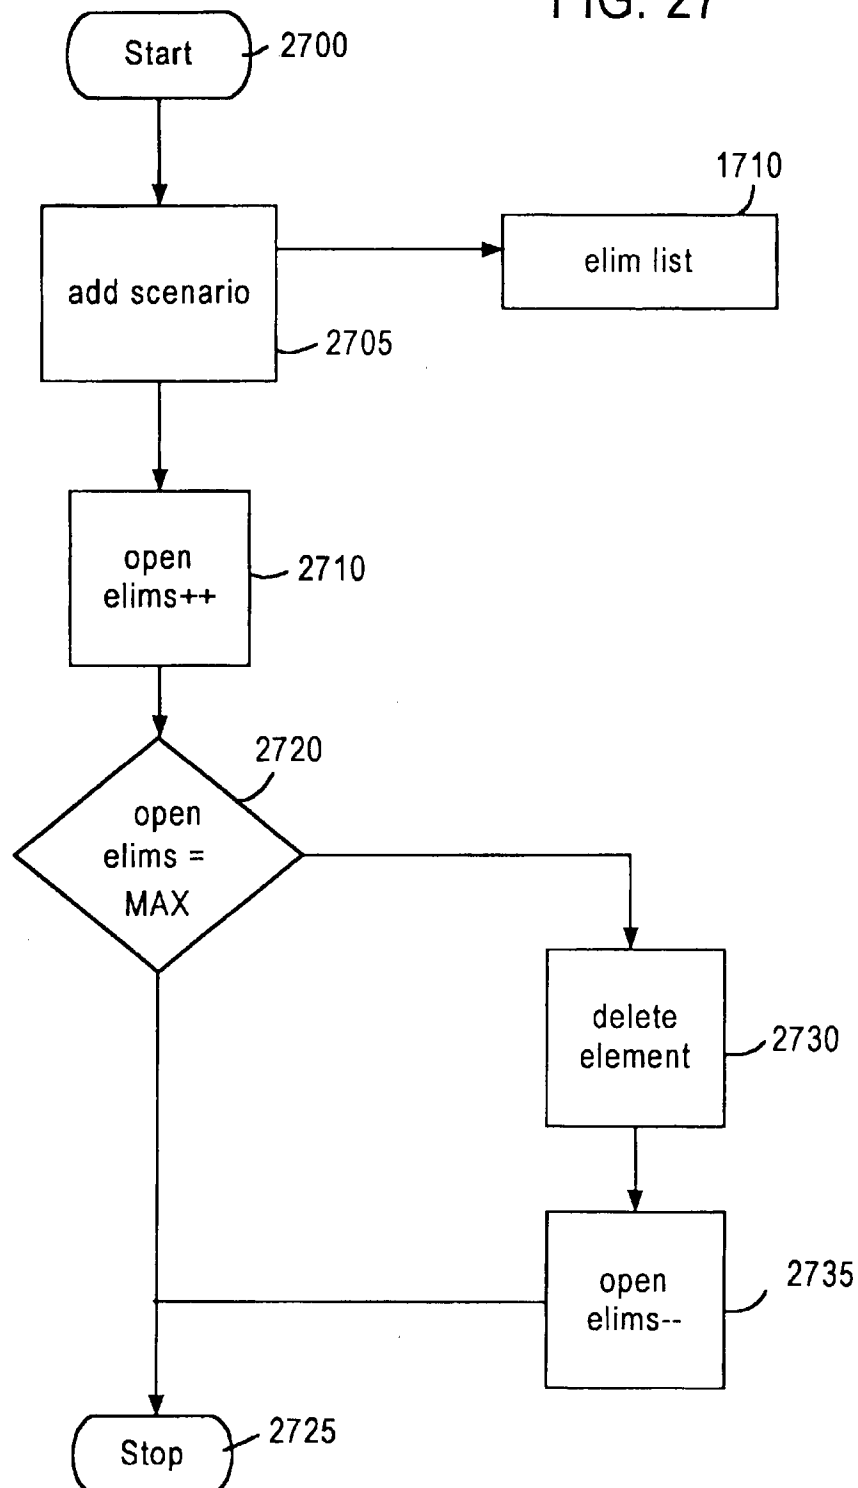 FIG. 27
Start
2700
1710
elim list
add scenario
2705
open
elims++
2710
2720
open
elims =
MAX
delete
element
2730
open
elims--
2735
Stop
2725